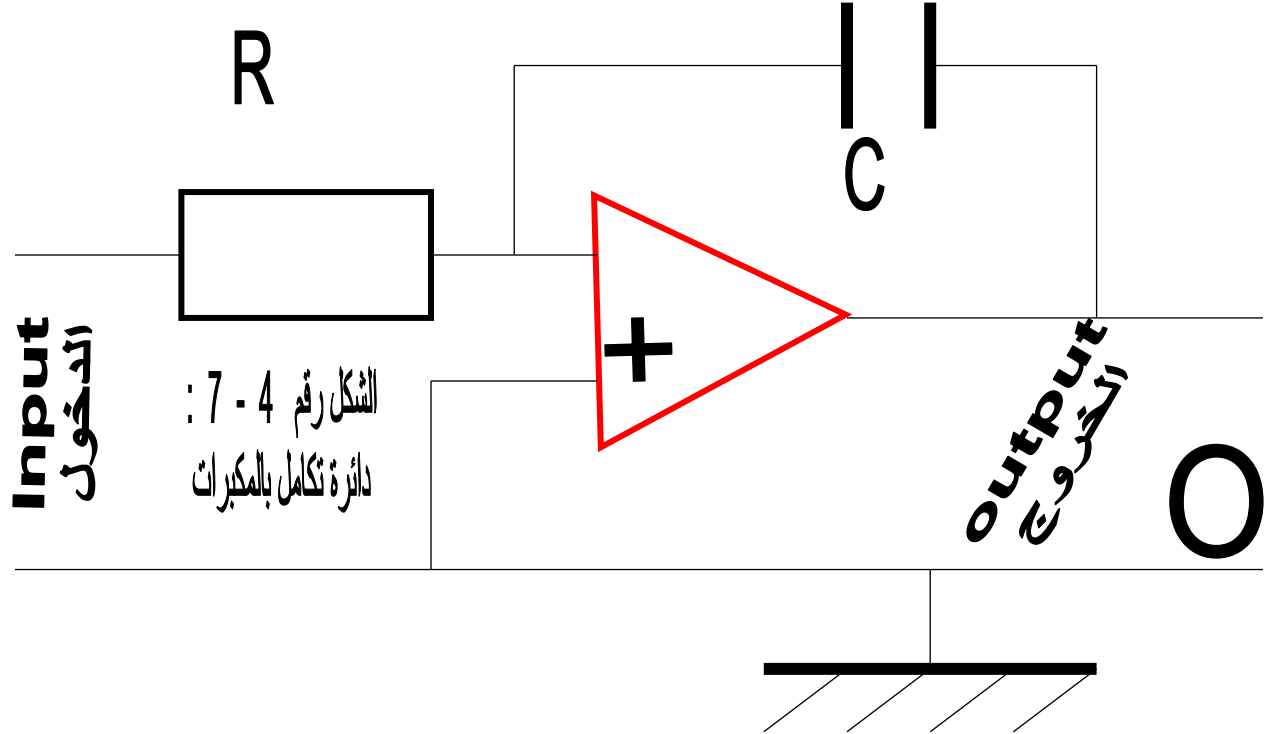 R
C
Input
الدخول
الشكل رقم 4 - 7 :
دائرة تكامل بالمكبرات
+
output
الخروج
O